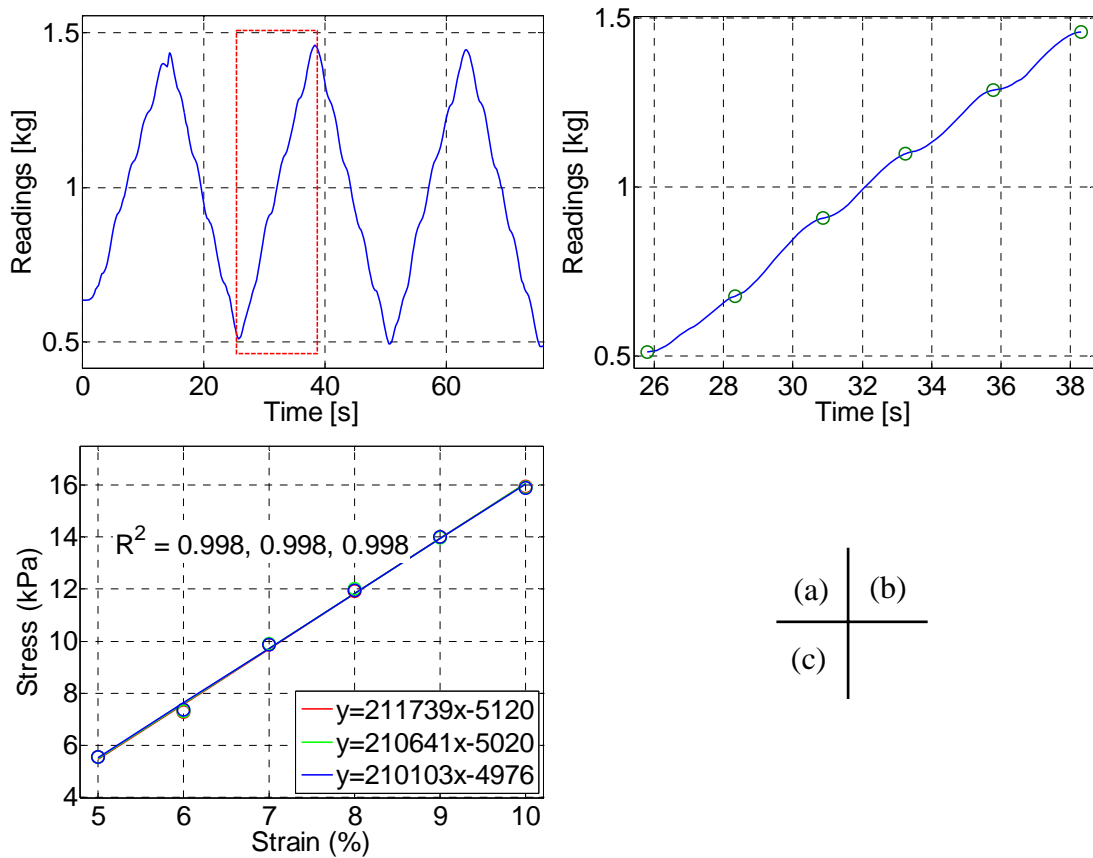 1.5
1
0.5
Readings [kg]
0 20 40 60
Time [s]
1.5
1
0.5
Readings [kg]
26 28 30 32 34 36 38
Time [s]
16
14
12
10
8
6
4
Stress (kPa)
R² = 0.998, 0.998, 0.998
y=211739x-5120
y=210641x-5020
y=210103x-4976
5 6 7 8 9 10
Strain (%)
(a) (b)
(c)